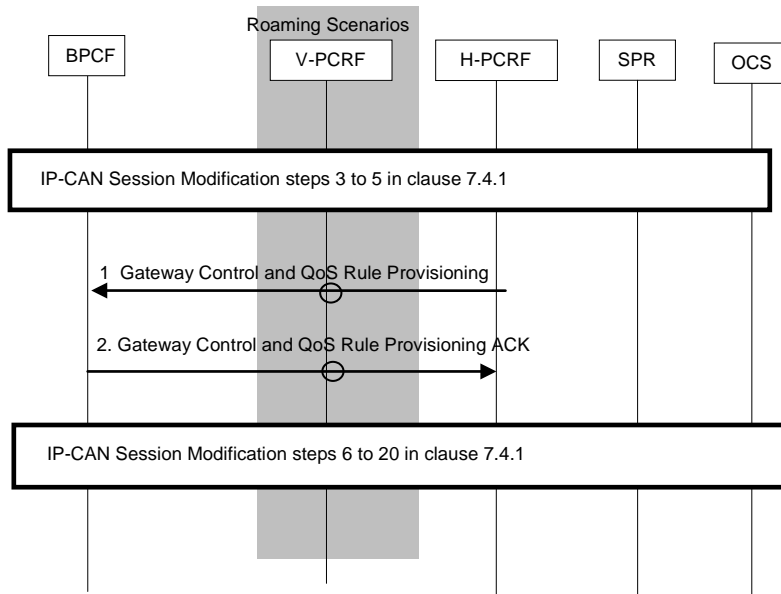 Roaming Scenarios
BPCF
V-PCRF
H-PCRF
SPR
OCS
IP-CAN Session Modification steps 3 to 5 in clause 7.4.1
1 Gateway Control and QoS Rule Provisioning
2. Gateway Control and QoS Rule Provisioning ACK
IP-CAN Session Modification steps 6 to 20 in clause 7.4.1